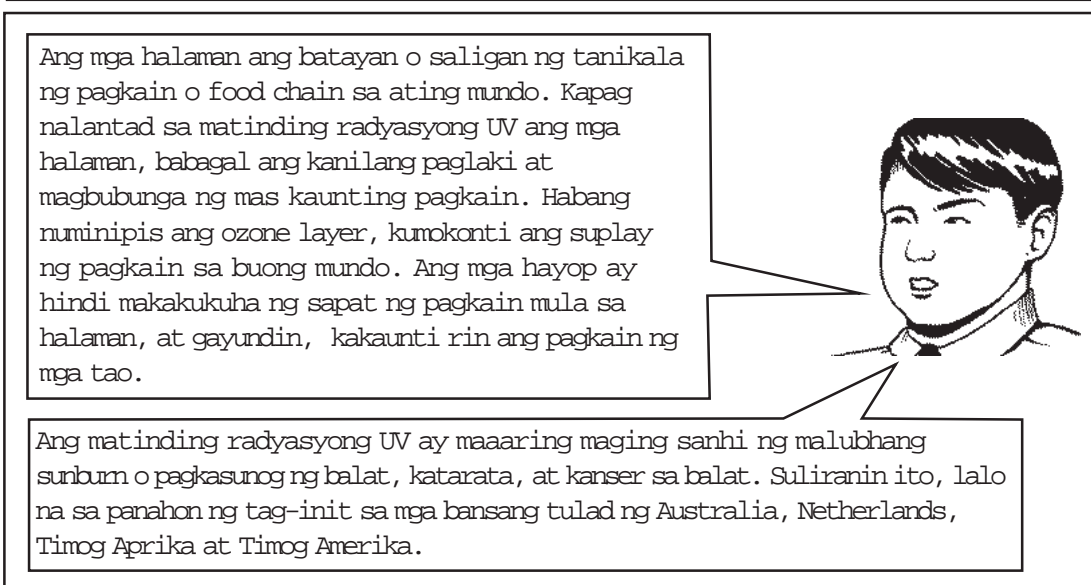 Ang mga halaman ang batayan o saligan ng tanikala
ng pagkain o food chain sa ating mundo. Kapag
nalantad sa matinding radyasyong UV ang mga
halaman, babagal ang kanilang paglaki at
magbubunga ng mas kaunting pagkain. Habang
numinipis ang ozone layer, kumokonti ang suplay
ng pagkain sa buong mundo. Ang mga hayop ay
hindi makakukuha ng sapat ng pagkain mula sa
halaman, at gayundin, kakaunti rin ang pagkain ng
mga tao.
Ang matinding radyasyong UV ay maaaring maging sanhi ng malubhang
sunburn o pagkasunog ng balat, katarata, at kanser sa balat. Suliranin ito, lalo
na sa panahon ng tag-init sa mga bansang tulad ng Australia, Netherlands,
Timog Aprika at Timog Amerika.